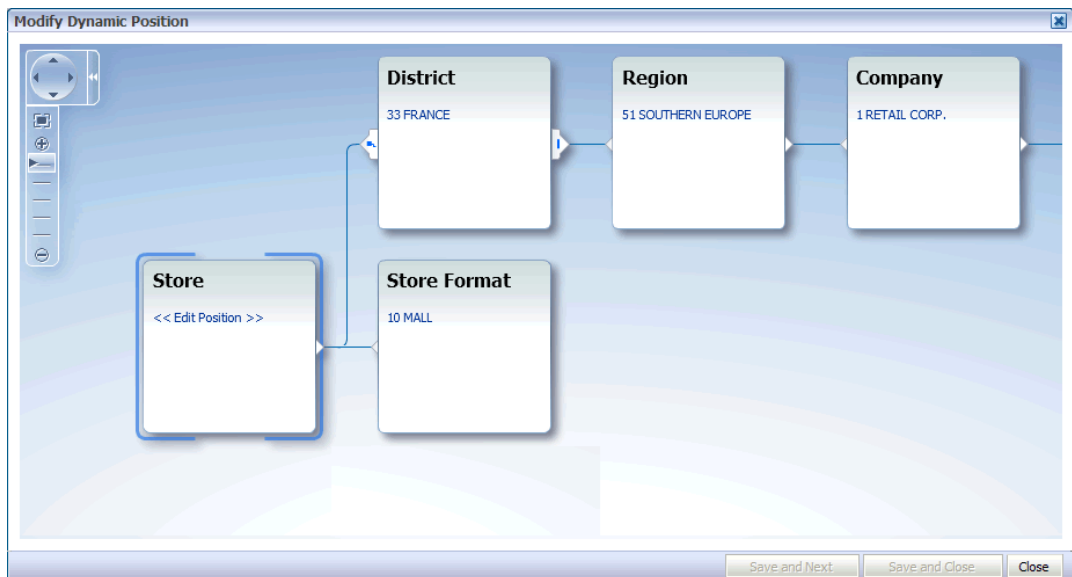 Modify Dynamic Position
District
33 FRANCE
Region
51 SOUTHERN EUROPE
Company
1 RETAIL CORP.
Store
<< Edit Position >>
Store Format
10 MALL
Save and Next
Save and Close
Close